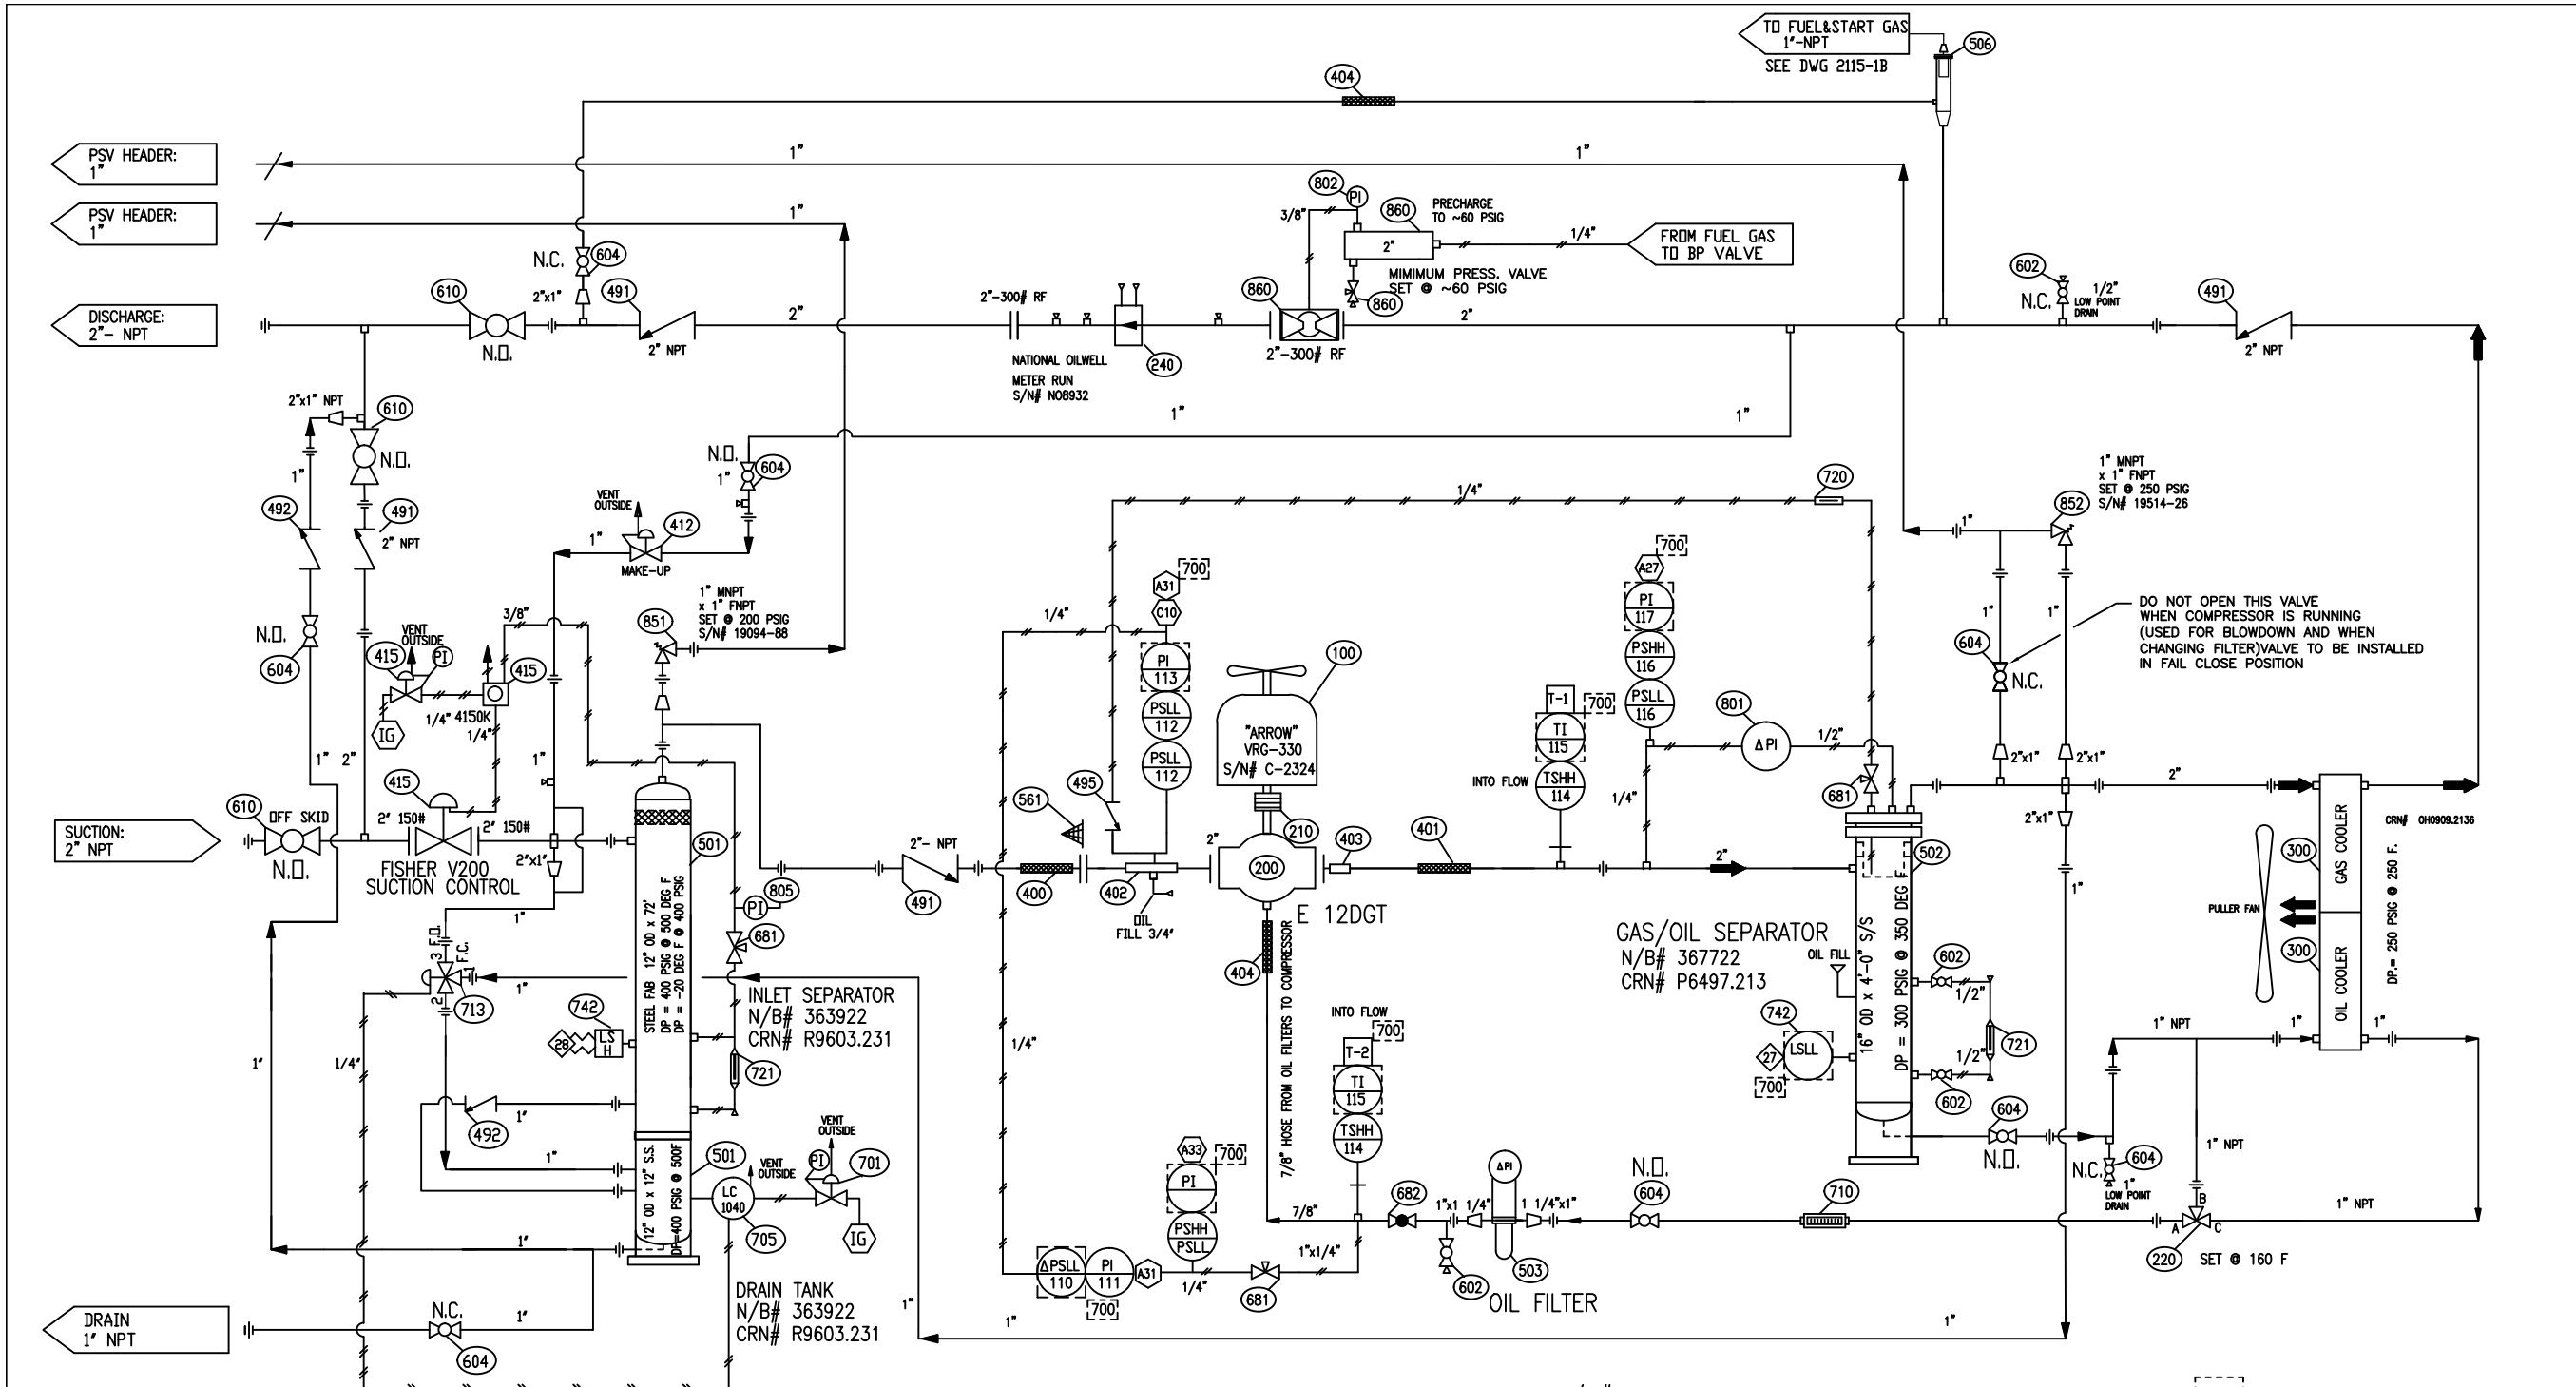 TO FUEL&START GAS
1"-NPT
SEE DWG 2115-1B
506
404
PSV HEADER:
1"
1"
1"
PSV HEADER:
1"
1"
802
PI
3/8"
860
PRECHARGE
TO ~60 PSIG
2"
1/4"
FROM FUEL GAS
TO BP VALVE
MIMIMUM PRESS. VALVE
SET @ ~60 PSIG
860
860
2"-300# RF
N.C.
604
2"x1"
610
N.O.
491
2" NPT
2"
DISCHARGE:
2"- NPT
2"-300# RF
NATIONAL OILWELL
METER RUN
S/N# NO8932
240
2"
602
N.C.
1/2"
LOW POINT
DRAIN
491
2" NPT
1"
1"
2"x1" NPT
610
N.O.
1"
492
491
2" NPT
N.O.
604
1"
2"
N.O.
604
1"
VENT
OUTSIDE
412
1"
MAKE-UP
3/8"
VENT
OUTSIDE
415
PI
415
1/4"
4150K
1/4"
IG
1"
1" MNPT
x 1" FNPT
SET @ 200 PSIG
S/N# 19094-88
851
415
610
OFF SKID
N.O.
SUCTION:
2" NPT
2" 150#
2" 150#
FISHER V200
SUCTION CONTROL
2"x1"
1"
501
STEEL FAB 12" OD x 72"
DP = 400 PSIG @ 500 DEG F
DP = -20 DEG F @ 400 PSIG
805
PI
681
INLET SEPARATOR
N/B# 363922
CRN# R9603.231
3 F.O.
F.C.
1
2
713
1"
742
28
LS
H
721
1/4"
1"
492
1"
1"
501
12" OD x 12" S.S.
DP=400 PSIG @ 500F
VENT
OUTSIDE
LC
1040
705
PI
VENT
OUTSIDE
701
IG
1"
DRAIN TANK
N/B# 363922
CRN# R9603.231
DRAIN
1" NPT
N.C.
604
1"
1"
1/4"
720
A31
700
C10
1/4"
PI
113
PSLL
112
PSLL
112
100
"ARROW"
VRG-330
S/N# C-2324
210
200
E 12DGT
2"
561
495
2"- NPT
491
400
402
OIL
FILL 3/4"
403
401
404
7/8" HOSE FROM OIL FILTERS TO COMPRESSOR
1/4"
T-1
700
TI
115
TSHH
114
INTO FLOW
A27
700
PI
117
PSHH
116
PSLL
116
801
Δ PI
1/2"
1/4"
2"
681
502
GAS/OIL SEPARATOR
N/B# 367722
CRN# P6497.213
16" OD x 4'-0" S/S
DP = 300 PSIG @ 350 DEG F
OIL FILL
742
LSLL
27
700
602
1/2"
721
1/2"
602
604
N.O.
1" MNPT
x 1" FNPT
SET @ 250 PSIG
S/N# 19514-26
852
1"
1"
1"
604
N.C.
DO NOT OPEN THIS VALVE
WHEN COMPRESSOR IS RUNNING
(USED FOR BLOWDOWN AND WHEN
CHANGING FILTER)VALVE TO BE INSTALLED
IN FAIL CLOSE POSITION
2"x1"
2"x1"
2"
2"x1"
1"
300
GAS COOLER
300
OIL COOLER
CRN# OH0909.2136
DP.= 250 PSIG @ 250 F.
PULLER FAN
1" NPT
1"
1"
1" NPT
N.C.
604
1"
LOW POINT
DRAIN
A
B
C
1" NPT
220
SET @ 160 F
710
N.O.
604
1 1/4"x1"
Δ PI
503
OIL FILTER
1"x1
1/4"
682
602
7/8"
INTO FLOW
T-2
700
TI
115
TSHH
114
A33
700
PI
PSHH
PSLL
1"x1/4"
681
1/4"
A31
PI
111
ΔPSLL
110
700
1"
1"
1"